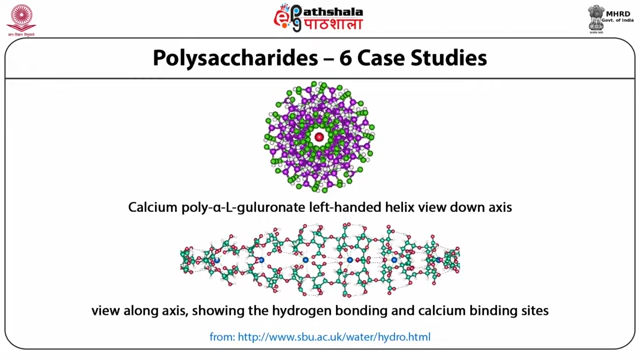 Pathshala
पाठशाला
MHRD
Govt. of India
Polysaccharides – 6 Case Studies
Calcium poly-α-L-guluronate left-handed helix view down axis
view along axis, showing the hydrogen bonding and calcium binding sites
from: http://www.sbu.ac.uk/water/hydro.html